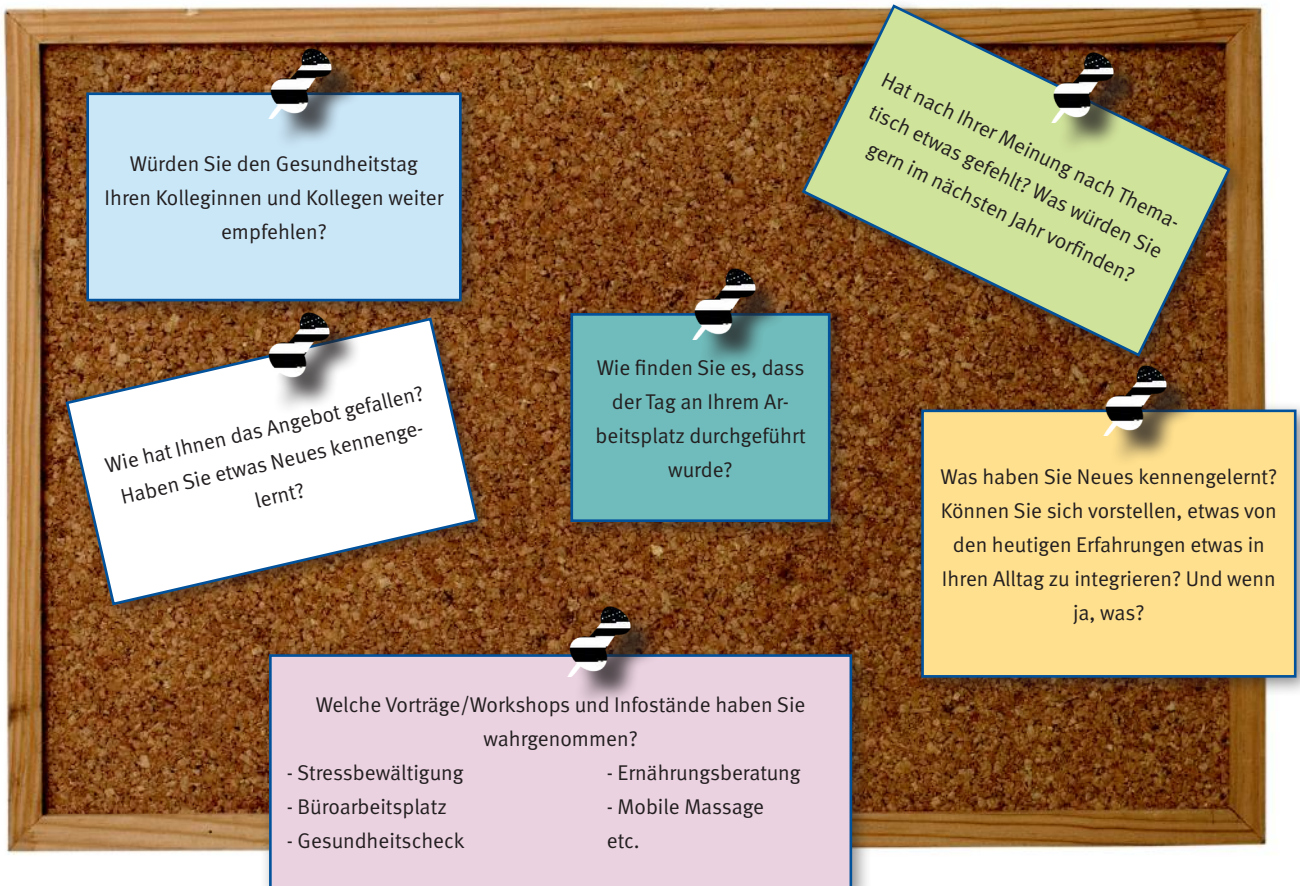 Würden Sie den Gesundheitstag
Ihren Kolleginnen und Kollegen weiter
empfehlen?
Hat nach Ihrer Meinung nach Thema-
tisch etwas gefehlt? Was würden Sie
gern im nächsten Jahr vorfinden?
Wie hat Ihnen das Angebot gefallen?
Haben Sie etwas Neues kennenge-
lernt?
Wie finden Sie es, dass
der Tag an Ihrem Ar-
beitsplatz durchgeführt
wurde?
Was haben Sie Neues kennengelernt?
Können Sie sich vorstellen, etwas von
den heutigen Erfahrungen etwas in
Ihren Alltag zu integrieren? Und wenn
ja, was?
Welche Vorträge/Workshops und Infostände haben Sie
wahrgenommen?
- Stressbewältigung
- Büroarbeitsplatz
- Gesundheitscheck
- Ernährungsberatung
- Mobile Massage
etc.